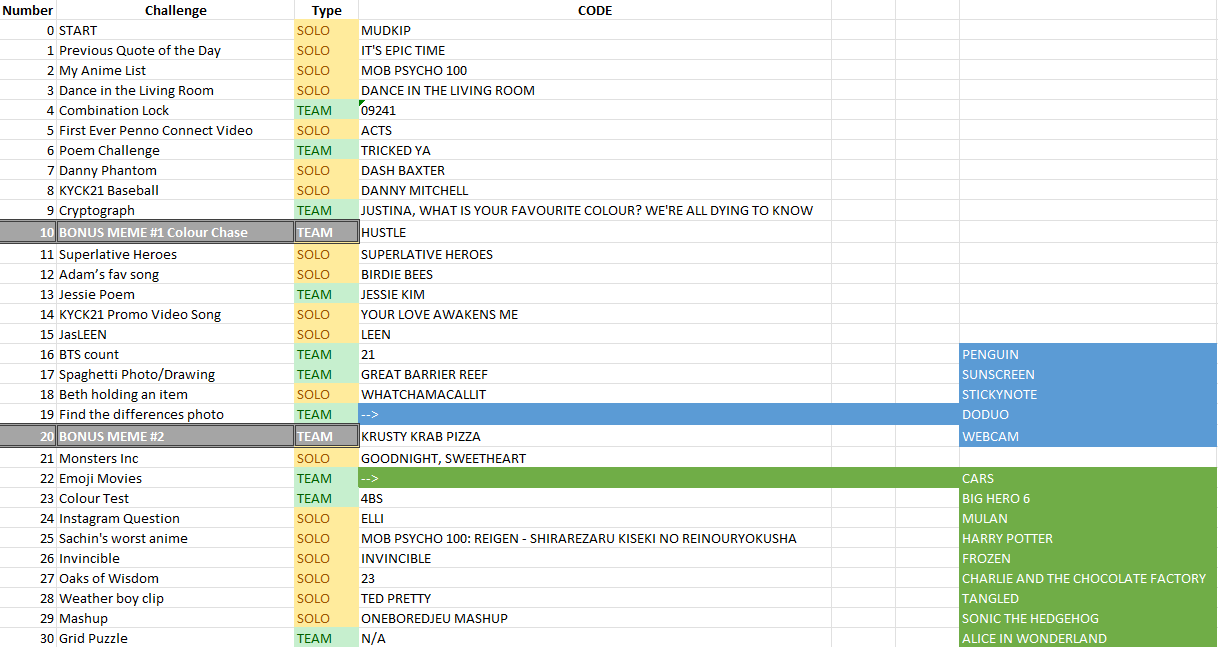 Number Challenge Type CODE
0 START SOLO MUDKIP
1 Previous Quote of the Day SOLO IT'S EPIC TIME
2 My Anime List SOLO MOB PSYCHO 100
3 Dance in the Living Room SOLO DANCE IN THE LIVING ROOM
4 Combination Lock TEAM 09241
5 First Ever Penno Connect Video SOLO ACTS
6 Poem Challenge TEAM TRICKED YA
7 Danny Phantom SOLO DASH BAXTER
8 KYCK21 Baseball SOLO DANNY MITCHELL
9 Cryptograph TEAM JUSTINA, WHAT IS YOUR FAVOURITE COLOUR? WE'RE ALL DYING TO KNOW
10 BONUS MEME #1 Colour Chase TEAM HUSTLE
11 Superlative Heroes SOLO SUPERLATIVE HEROES
12 Adam's fav song SOLO BIRDIE BEES
13 Jessie Poem TEAM JESSIE KIM
14 KYCK21 Promo Video Song SOLO YOUR LOVE AWAKENS ME
15 JasLEEN SOLO LEEN
16 BTS count TEAM 21 PENGUIN
17 Spaghetti Photo/Drawing TEAM GREAT BARRIER REEF SUNSCREEN
18 Beth holding an item SOLO WHATCHAMACALLIT STICKYNOTE
19 Find the differences photo TEAM --> DODUO
20 BONUS MEME #2 TEAM KRUSTY KRAB PIZZA WEBCAM
21 Monsters Inc SOLO GOODNIGHT, SWEETHEART
22 Emoji Movies TEAM --> CARS
23 Colour Test TEAM 4BS BIG HERO 6
24 Instagram Question SOLO ELLI MULAN
25 Sachin's worst anime SOLO MOB PSYCHO 100: REIGEN - SHIRAREZARU KISEKI NO REINOURYOKUSHA HARRY POTTER
26 Invincible SOLO INVINCIBLE FROZEN
27 Oaks of Wisdom SOLO 23 CHARLIE AND THE CHOCOLATE FACTORY
28 Weather boy clip SOLO TED PRETTY TANGLED
29 Mashup SOLO ONEBOREDJEU MASHUP SONIC THE HEDGEHOG
30 Grid Puzzle TEAM N/A ALICE IN WONDERLAND